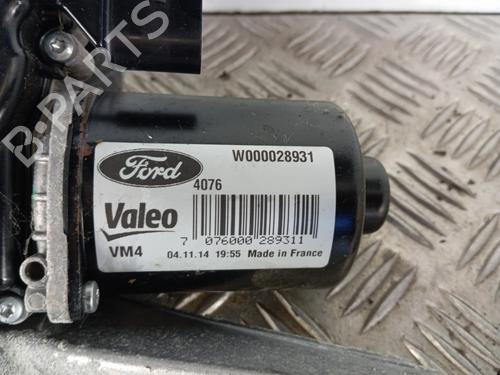 B-PARTS
Ford
W000028931
4076
Valeo
VM4
7 076000 289311
04.11.14 19:55 Made in France